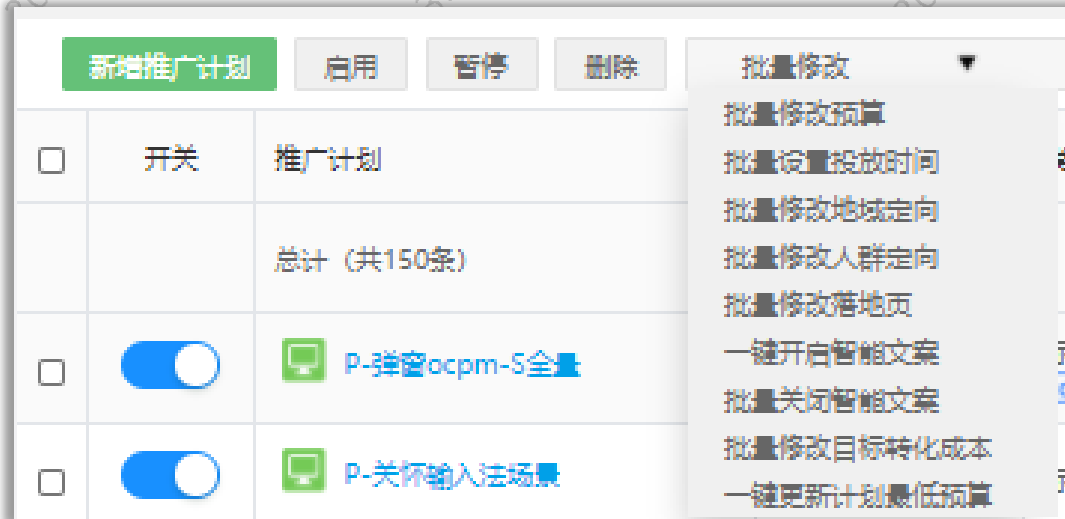 新增推广计划 启用 暂停 删除 批量修改 ▼
批量修改预算
批量设置投放时间
批量修改地域定向
批量修改人群定向
批量修改落地页
一键开启智能文案
批量关闭智能文案
批量修改目标转化成本
一键更新计划最低预算
开关 推广计划
总计（共150条）
P-弹窗ocpm-S全量
P-关怀输入法场景